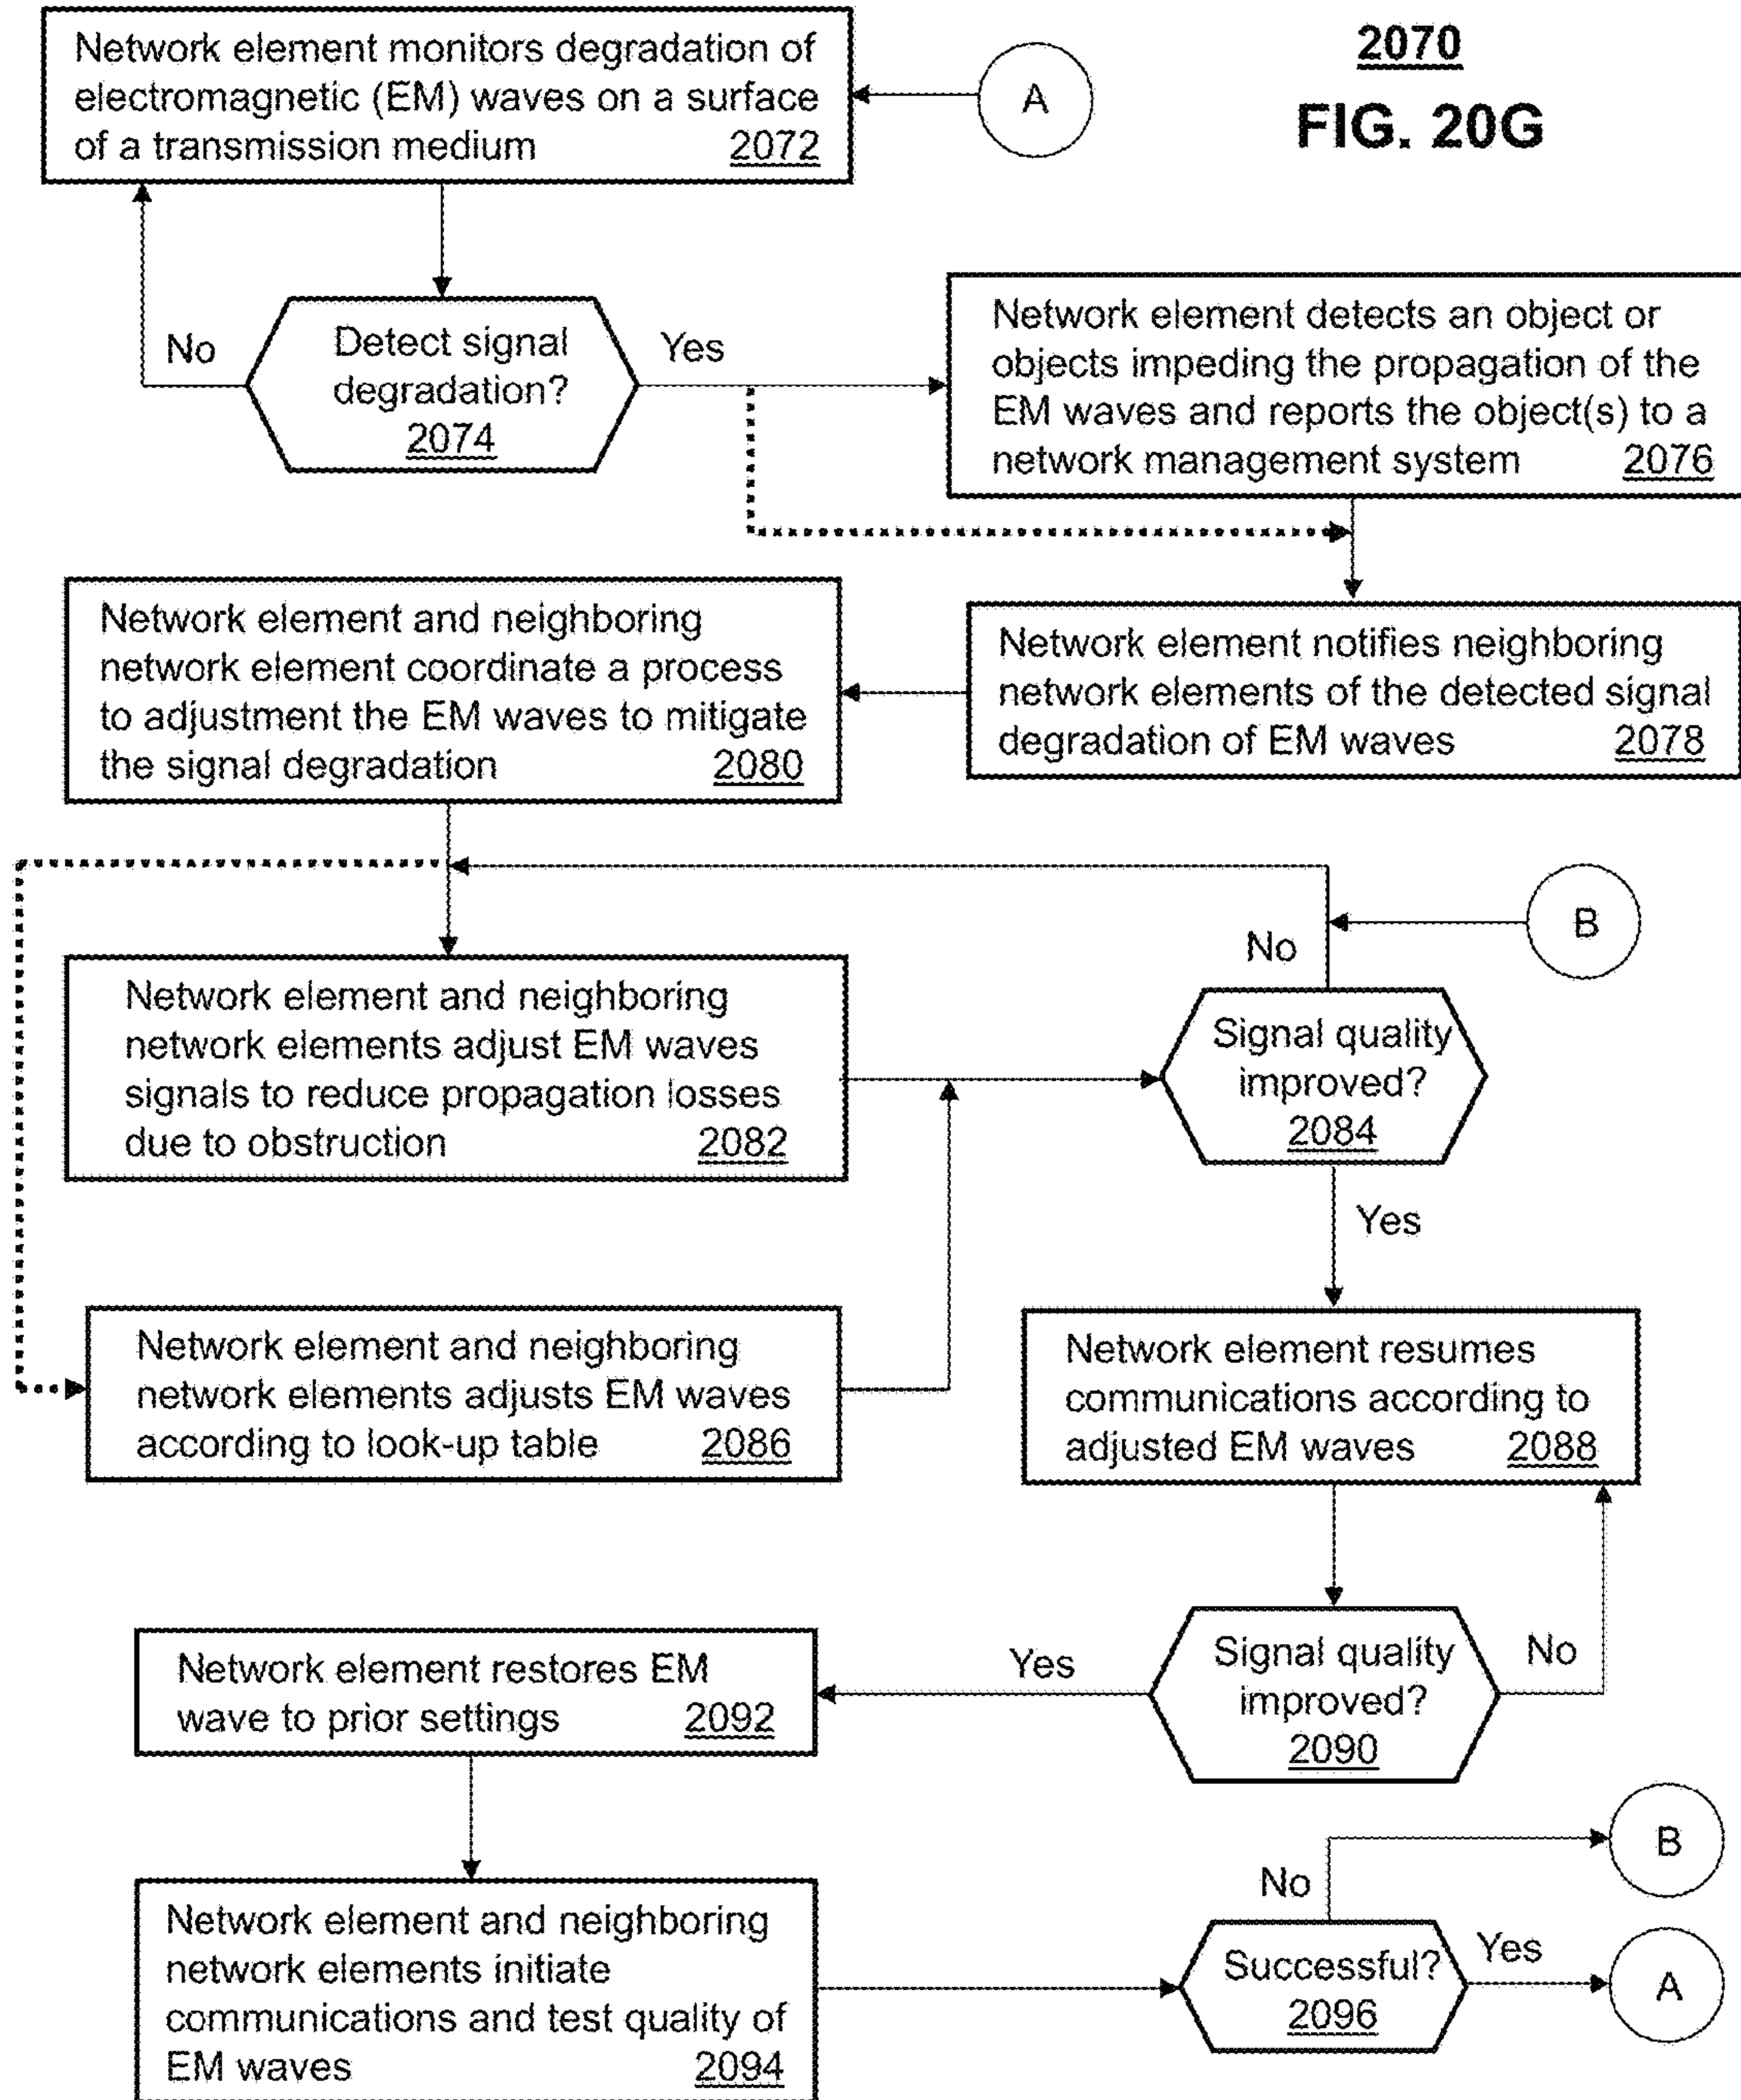 2070
FIG. 20G
Network element monitors degradation of
electromagnetic (EM) waves on a surface
of a transmission medium 2072
A
No
Detect signal
degradation?
2074
Yes
Network element detects an object or
objects impeding the propagation of the
EM waves and reports the object(s) to a
network management system 2076
Network element and neighboring
network element coordinate a process
to adjustment the EM waves to mitigate
the signal degradation 2080
Network element notifies neighboring
network elements of the detected signal
degradation of EM waves 2078
B
No
Network element and neighboring
network elements adjust EM waves
signals to reduce propagation losses
due to obstruction 2082
Signal quality
improved?
2084
Yes
Network element and neighboring
network elements adjusts EM waves
according to look-up table 2086
Network element resumes
communications according to
adjusted EM waves 2088
Network element restores EM
wave to prior settings 2092
Yes
Signal quality
improved?
2090
No
B
No
Network element and neighboring
network elements initiate
communications and test quality of
EM waves 2094
Successful?
2096
Yes
A